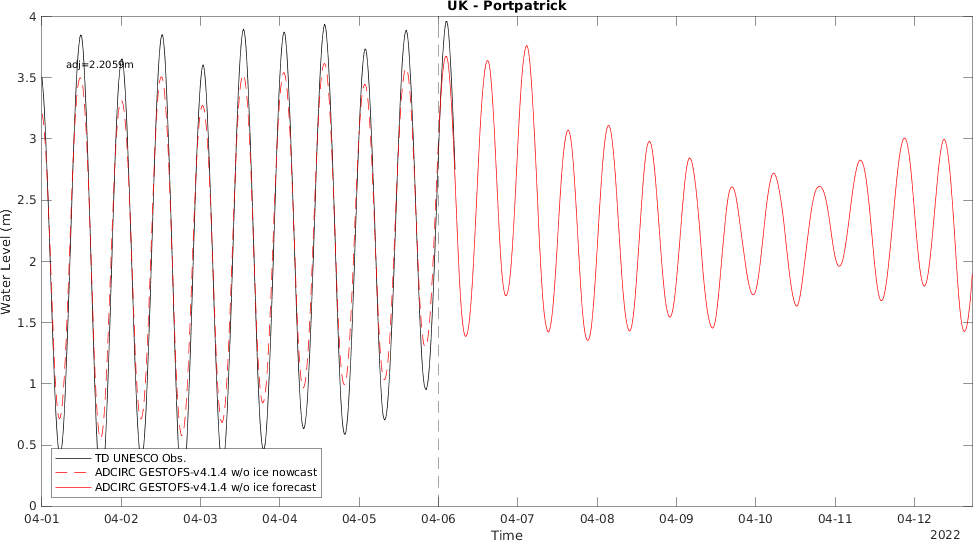 UK - Portpatrick
4
3.5
3
2.5
2
1.5
1
0.5
0
Water Level (m)
adj=2.2059m
TD UNESCO Obs.
ADCIRC GESTOFS-v4.1.4 w/o ice nowcast
ADCIRC GESTOFS-v4.1.4 w/o ice forecast
04-01 04-02 04-03 04-04 04-05 04-06 04-07 04-08 04-09 04-10 04-11 04-12
Time
2022